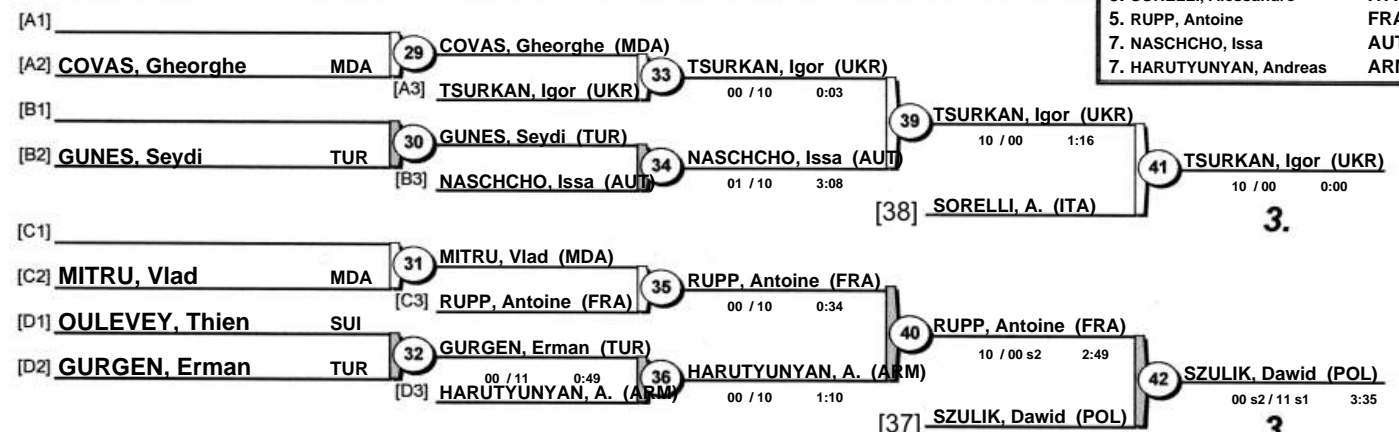 5. RUPP, Antoine FRA
7. NASCHCHO, Issa AUT
7. HARUTYUNYAN, Andreas ARM
[A1]
[A2] COVAS, Gheorghe MDA
29
COVAS, Gheorghe (MDA)
[A3] TSURKAN, Igor (UKR)
33
TSURKAN, Igor (UKR)
00 / 10 0:03
[B1]
[B2] GUNES, Seydi TUR
30
GUNES, Seydi (TUR)
[B3] NASCHCHO, Issa (AUT)
34
NASCHCHO, Issa (AUT)
01 / 10 3:08
39
TSURKAN, Igor (UKR)
10 / 00 1:16
[38] SORELLI, A. (ITA)
41
TSURKAN, Igor (UKR)
10 / 00 0:00
3.
[C1]
[C2] MITRU, Vlad MDA
31
MITRU, Vlad (MDA)
[C3] RUPP, Antoine (FRA)
35
RUPP, Antoine (FRA)
00 / 10 0:34
[D1] OULEVEY, Thien SUI
[D2] GURGEN, Erman TUR
32
GURGEN, Erman (TUR)
00 / 11 0:49
[D3] HARUTYUNYAN, A. (ARM)
36
HARUTYUNYAN, A. (ARM)
00 / 10 1:10
40
RUPP, Antoine (FRA)
10 / 00 s2 2:49
[37] SZULIK, Dawid (POL)
42
SZULIK, Dawid (POL)
00 s2 / 11 s1 3:35
3.